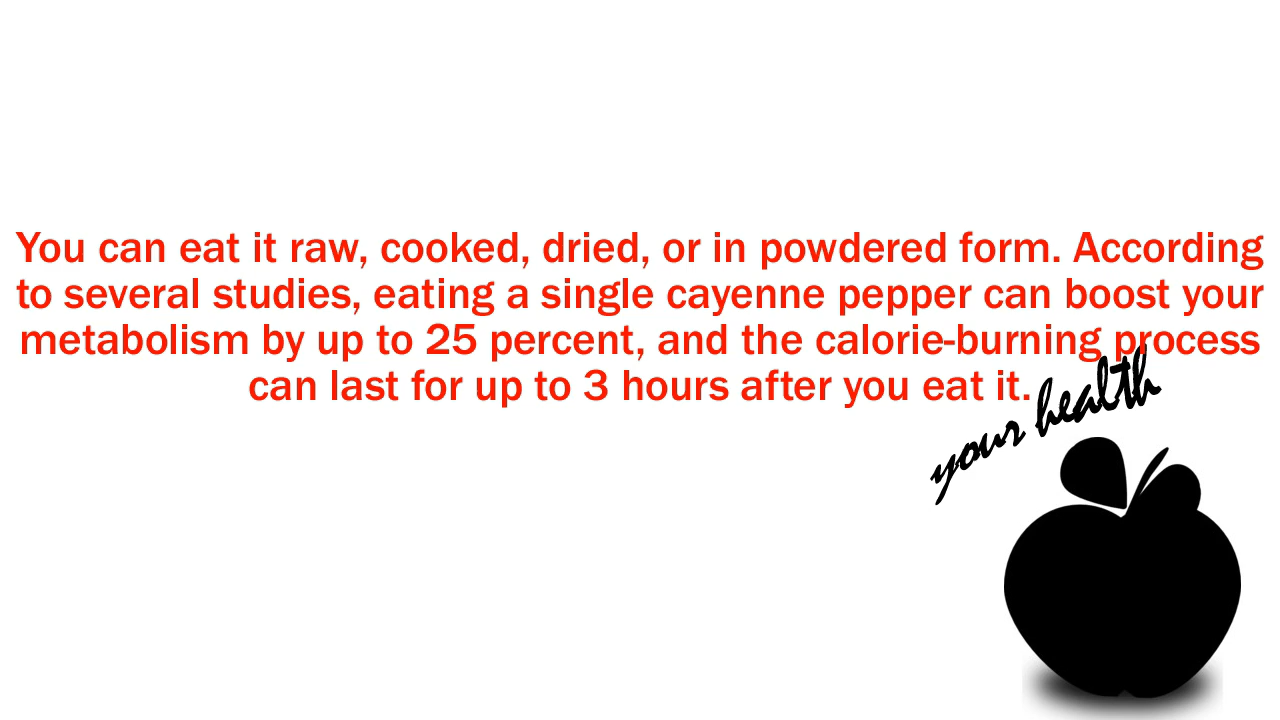 You can eat it raw, cooked, dried, or in powdered form. According
to several studies, eating a single cayenne pepper can boost your
metabolism by up to 25 percent, and the calorie-burning process
can last for up to 3 hours after you eat it.
your health